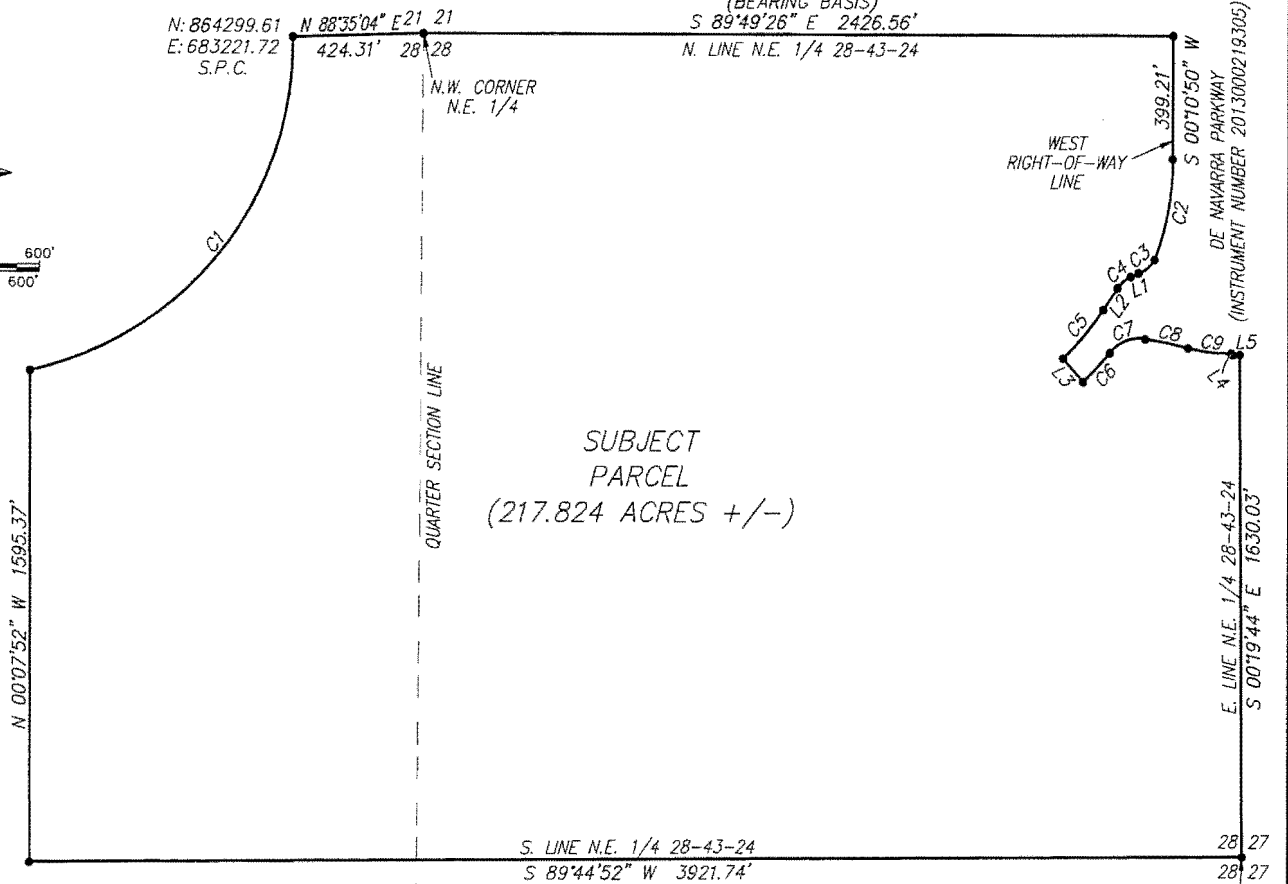 (BEARING BASIS)
N: 864299.61
E: 683221.72
S.P.C.
N 88°35'04" E
424.31'
21 21
28 28
S 89°49'26" E 2426.56'
N. LINE N.E. 1/4 28-43-24
N.W. CORNER
N.E. 1/4
399.21'
S 00°10'50" W
DE NAVARRA PARKWAY
(INSTRUMENT NUMBER 2013000219305)
WEST
RIGHT-OF-WAY
LINE
C1
C2
C3
C4
L1
L2
C5
C7
C8
C9
L5
L4
L3
C6
600'
600'
QUARTER SECTION LINE
SUBJECT
PARCEL
(217.824 ACRES +/-)
N 00°07'52" W 1595.37'
E. LINE N.E. 1/4 28-43-24
S 00°19'44" E 1630.03'
S. LINE N.E. 1/4 28-43-24
S 89°44'52" W 3921.74'
28 27
28 27